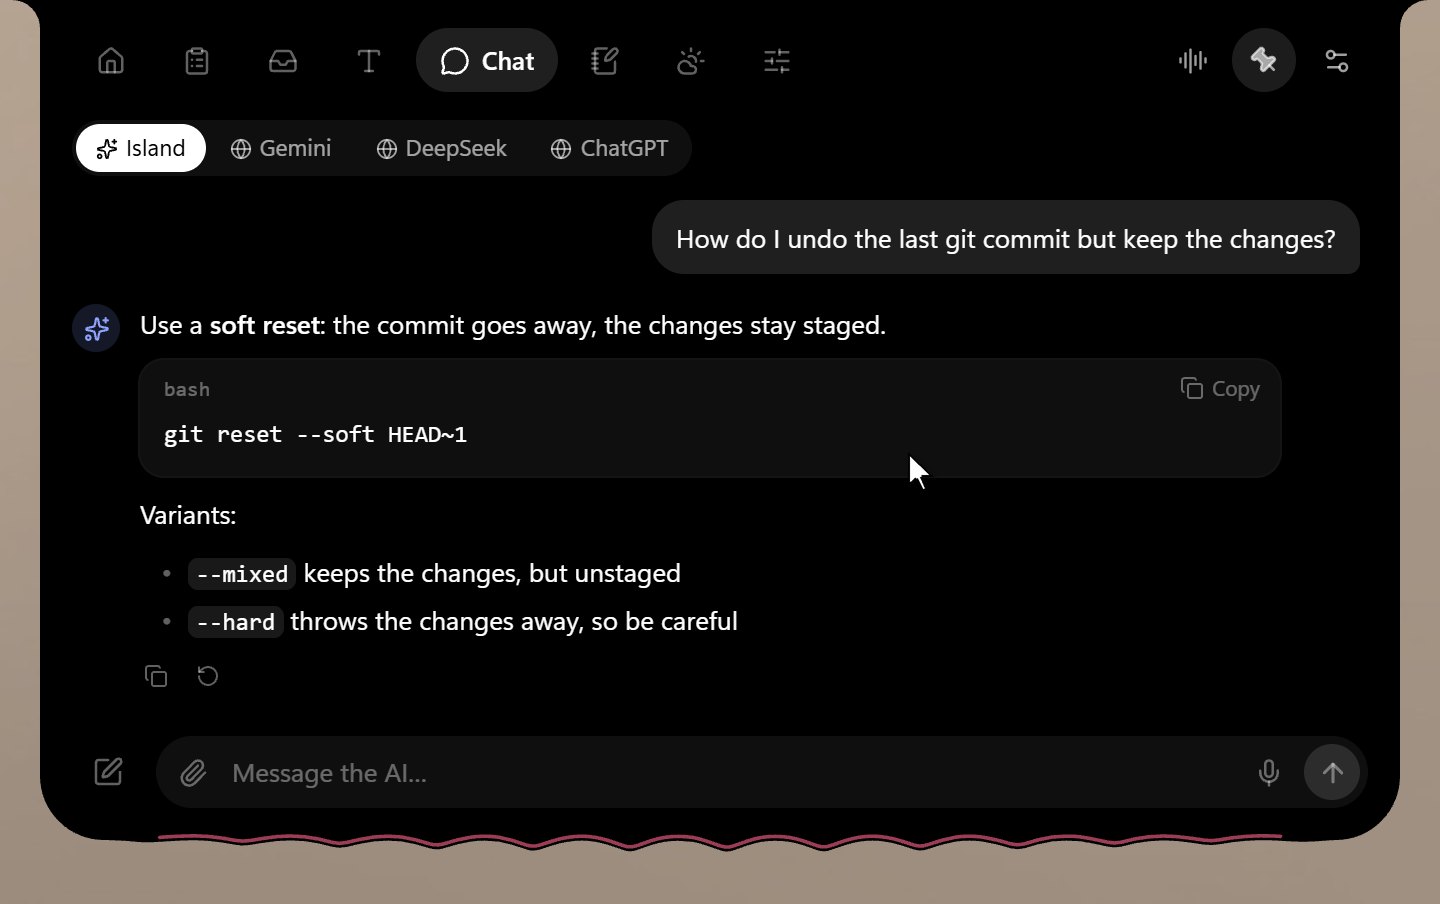 Chat
Island Gemini DeepSeek ChatGPT
How do I undo the last git commit but keep the changes?
Use a soft reset: the commit goes away, the changes stay staged.
bash Copy
git reset --soft HEAD~1
Variants:
• --mixed keeps the changes, but unstaged
• --hard throws the changes away, so be careful
Message the AI...